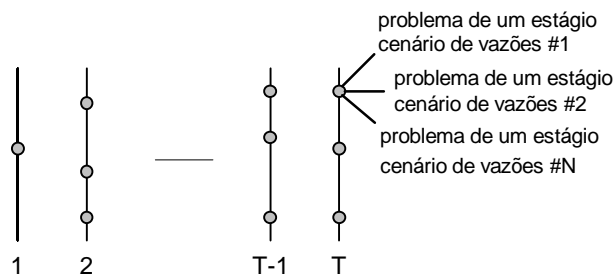 problema de um estágio
cenário de vazões #1
problema de um estágio
cenário de vazões #2
problema de um estágio
cenário de vazões #N
1 2 T-1 T